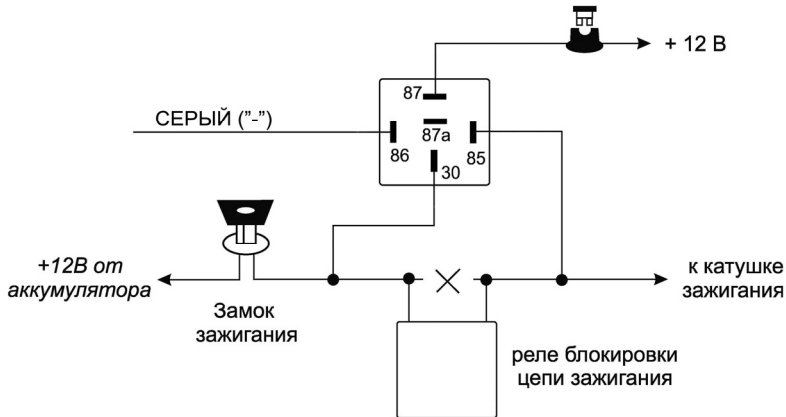 + 12 В
87
СЕРЫЙ ("-")
87а
86
85
30
+12В от
аккумулятора
Замок
зажигания
к катушке
зажигания
реле блокировки
цепи зажигания